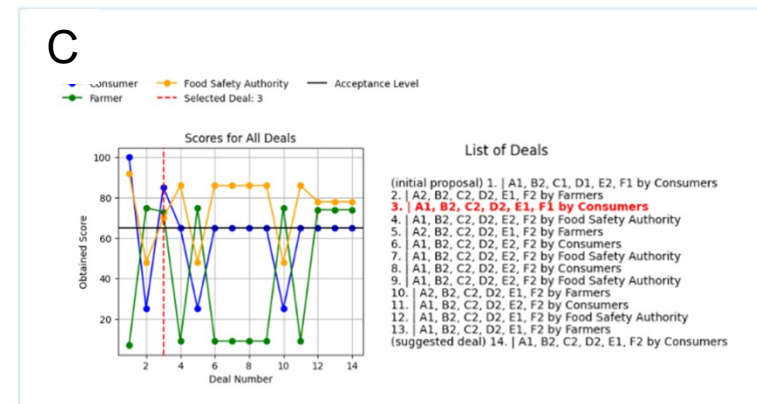 C
Consumer Food Safety Authority Acceptance Level
Farmer Selected Deal: 3
Scores for All Deals
100
80
60
40
20
Obtained Score
2 4 6 8 10 12 14
Deal Number
List of Deals
(initial proposal) 1. | A1, B2, C1, D1, E2, F1 by Consumers
2. | A2, B2, C2, D2, E1, F2 by Farmers
3. | A1, B2, C2, D2, E1, F1 by Consumers
4. | A1, B2, C2, D2, E2, F2 by Food Safety Authority
5. | A2, B2, C2, D2, E1, F2 by Farmers
6. | A1, B2, C2, D2, E2, F2 by Consumers
7. | A1, B2, C2, D2, E2, F2 by Food Safety Authority
8. | A1, B2, C2, D2, E2, F2 by Consumers
9. | A1, B2, C2, D2, E2, F2 by Food Safety Authority
10. | A2, B2, C2, D2, E1, F2 by Farmers
11. | A1, B2, C2, D2, E2, F2 by Consumers
12. | A1, B2, C2, D2, E1, F2 by Food Safety Authority
13. | A1, B2, C2, D2, E1, F2 by Farmers
(suggested deal) 14. | A1, B2, C2, D2, E1, F2 by Consumers